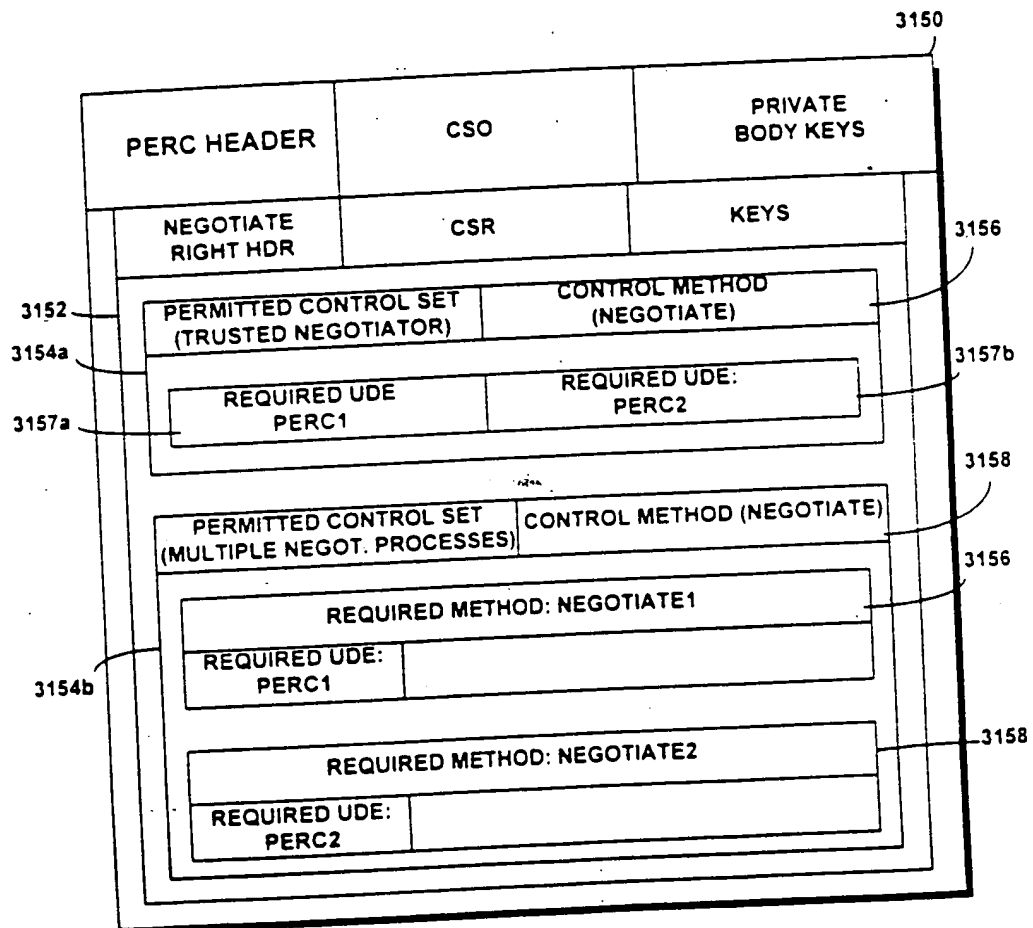 3150
PERC HEADER
CSO
PRIVATE
BODY KEYS
NEGOTIATE
RIGHT HDR
CSR
KEYS
3156
3152
PERMITTED CONTROL SET
(TRUSTED NEGOTIATOR)
CONTROL METHOD
(NEGOTIATE)
3154a
3157b
REQUIRED UDE
PERC1
REQUIRED UDE:
PERC2
3157a
3158
PERMITTED CONTROL SET
(MULTIPLE NEGOT. PROCESSES)
CONTROL METHOD (NEGOTIATE)
3156
REQUIRED METHOD: NEGOTIATE1
REQUIRED UDE:
PERC1
3154b
3158
REQUIRED METHOD: NEGOTIATE2
REQUIRED UDE:
PERC2